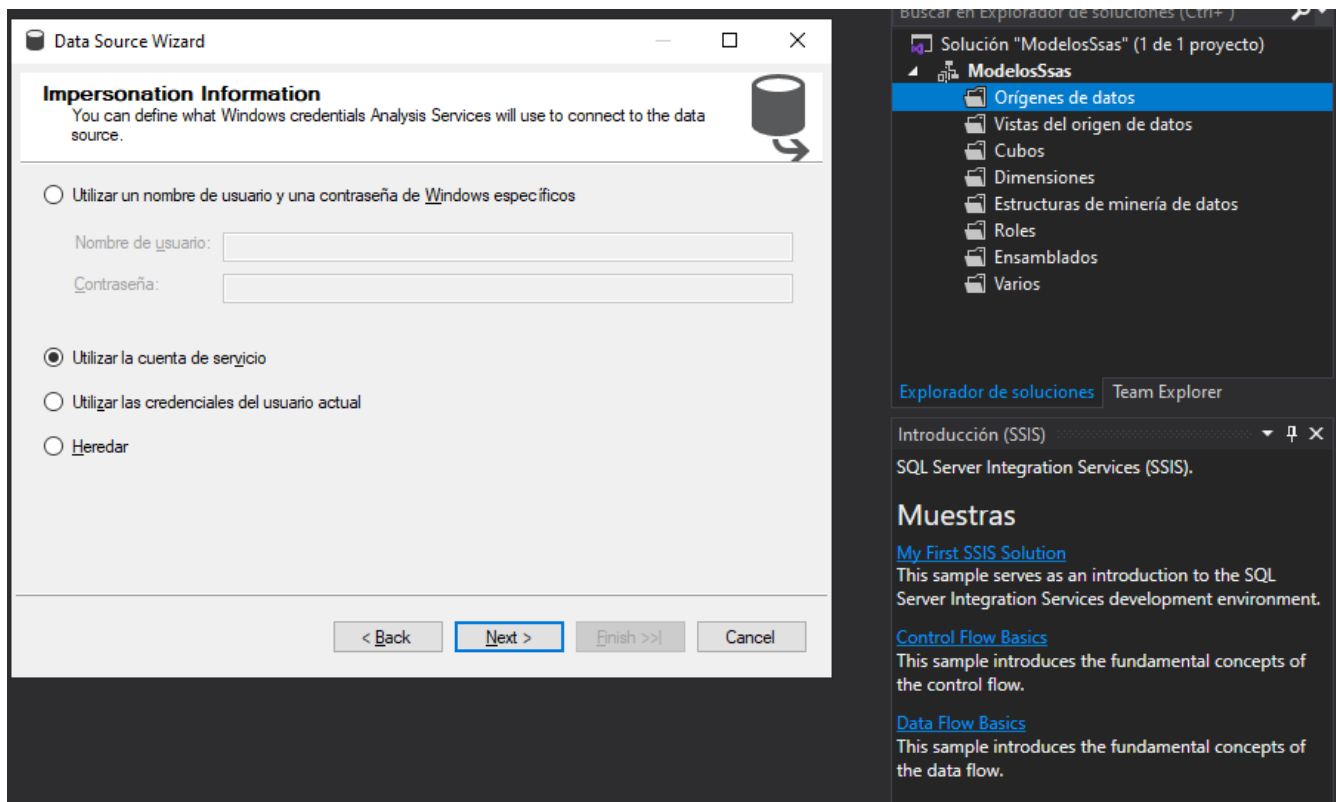 Data Source Wizard
Impersonation Information
You can define what Windows credentials Analysis Services will use to connect to the data
source.
Utilizar un nombre de usuario y una contraseña de Windows específicos
Nombre de usuario:
Contraseña:
Utilizar la cuenta de servicio
Utilizar las credenciales del usuario actual
Heredar
< Back
Next >
Finish >>|
Cancel
Buscar en Explorador de soluciones (Ctrl+ )
Solución "ModelosSsas" (1 de 1 proyecto)
ModelosSsas
Orígenes de datos
Vistas del origen de datos
Cubos
Dimensiones
Estructuras de minería de datos
Roles
Ensamblados
Varios
Explorador de soluciones
Team Explorer
Introducción (SSIS)
SQL Server Integration Services (SSIS).
Muestras
My First SSIS Solution
This sample serves as an introduction to the SQL
Server Integration Services development environment.
Control Flow Basics
This sample introduces the fundamental concepts of
the control flow.
Data Flow Basics
This sample introduces the fundamental concepts of
the data flow.